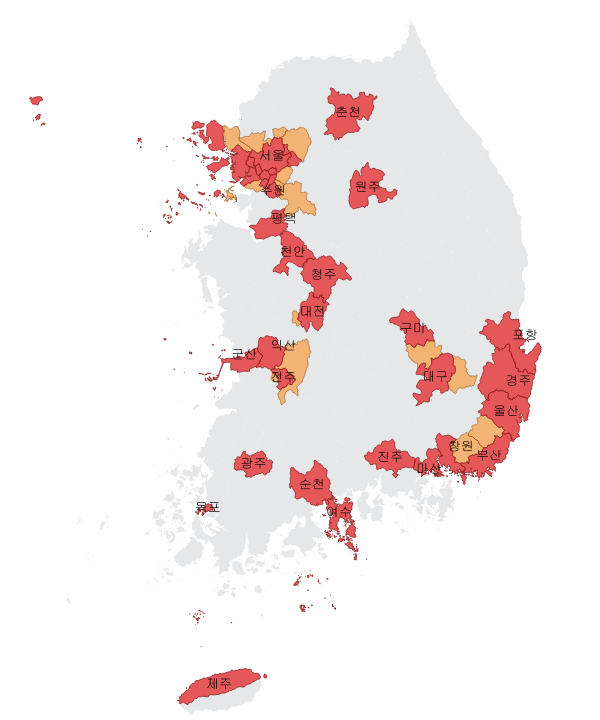 춘천
서울
원주
수원
평택
천안
청주
대전
구미
포항
익산
군산
전주
대구
경주
울산
창원
부산
진주
광주
마산
순천
목포
여수
제주